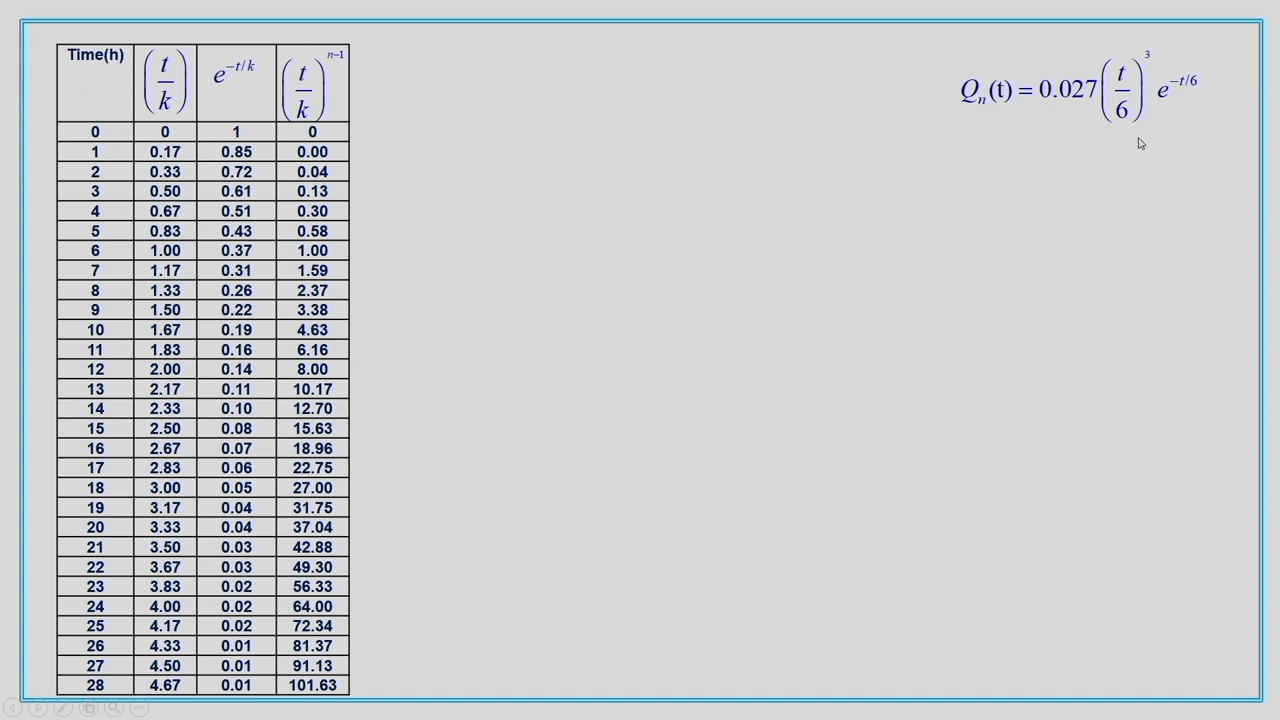 Time(h) (t/k) e^{-t/k} (t/k)^{n-1}
0 0 1 0
1 0.17 0.85 0.00
2 0.33 0.72 0.04
3 0.50 0.61 0.13
4 0.67 0.51 0.30
5 0.83 0.43 0.58
6 1.00 0.37 1.00
7 1.17 0.31 1.59
8 1.33 0.26 2.37
9 1.50 0.22 3.38
10 1.67 0.19 4.63
11 1.83 0.16 6.16
12 2.00 0.14 8.00
13 2.17 0.11 10.17
14 2.33 0.10 12.70
15 2.50 0.08 15.63
16 2.67 0.07 18.96
17 2.83 0.06 22.75
18 3.00 0.05 27.00
19 3.17 0.04 31.75
20 3.33 0.04 37.04
21 3.50 0.03 42.88
22 3.67 0.03 49.30
23 3.83 0.02 56.33
24 4.00 0.02 64.00
25 4.17 0.02 72.34
26 4.33 0.01 81.37
27 4.50 0.01 91.13
28 4.67 0.01 101.63
Q_n(t) = 0.027(t/6)^3 e^{-t/6}